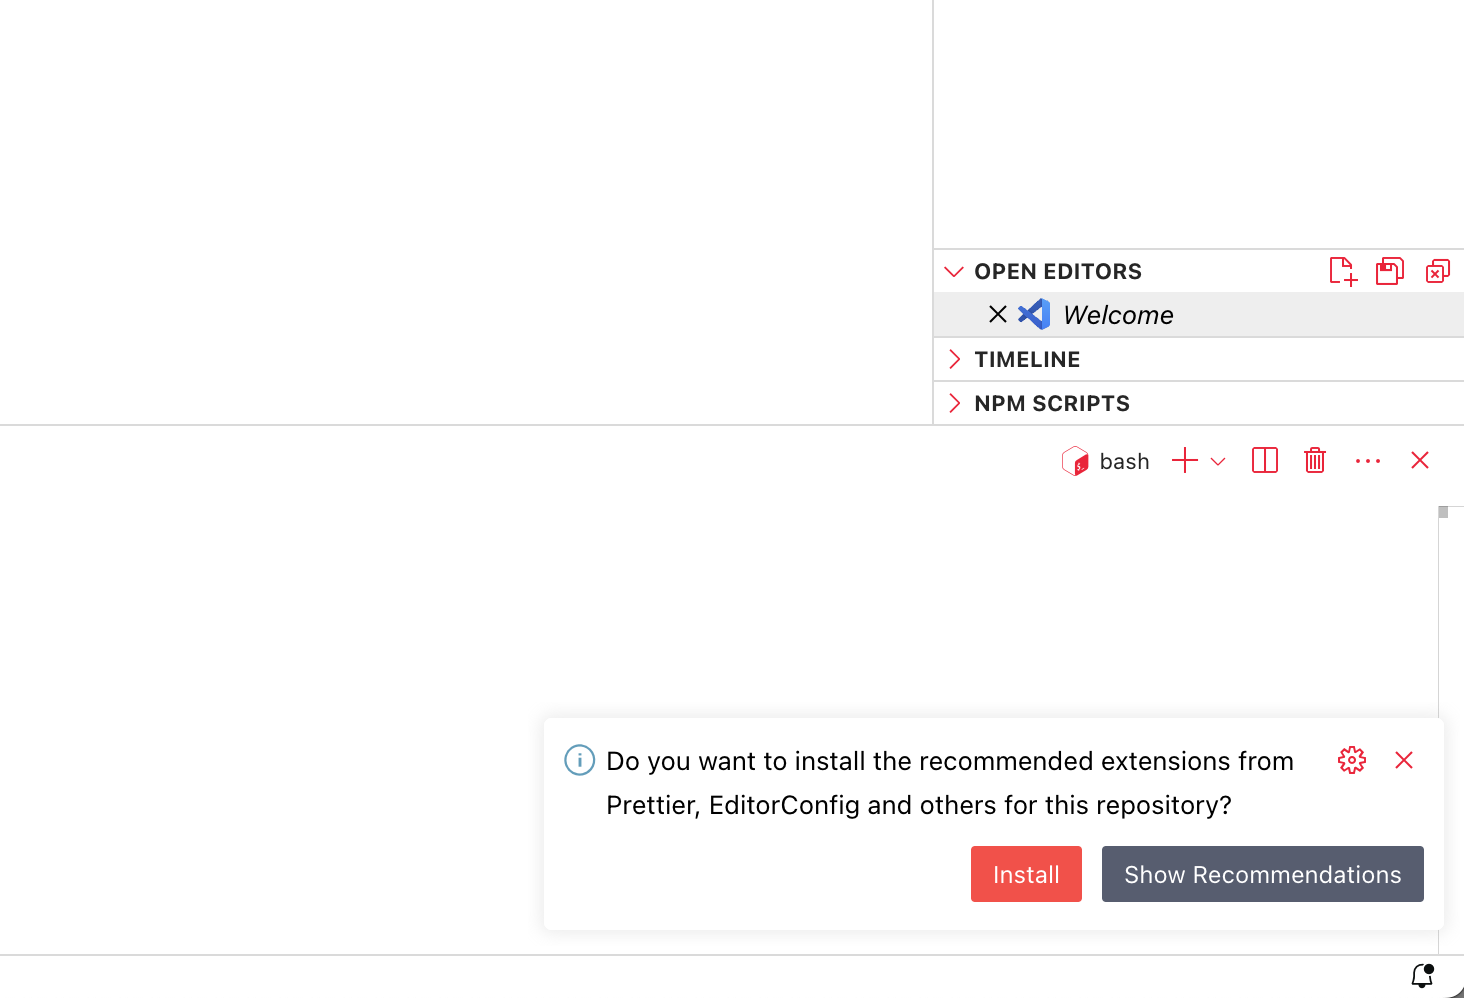 OPEN EDITORS
Welcome
TIMELINE
NPM SCRIPTS
bash
Do you want to install the recommended extensions from
Prettier, EditorConfig and others for this repository?
Install
Show Recommendations